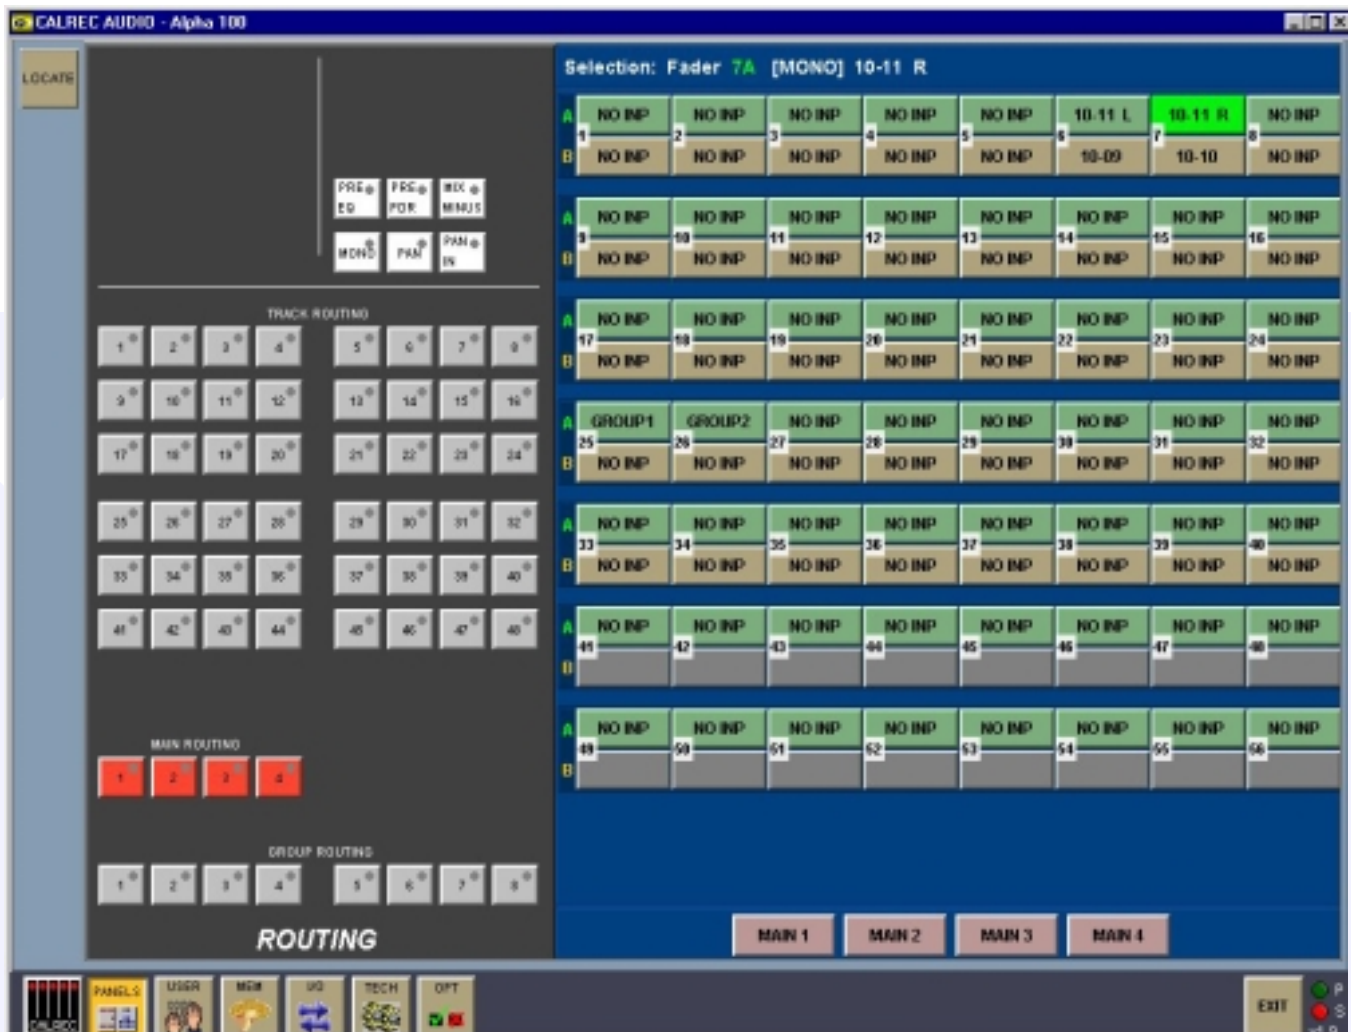 CALREC AUDIO - Alpha 100
LOCATE
Selection: Fader 7A [MONO] 10-11 R
PRE EQ
PRE FDR
MIX MINUS
MONO
PAN
PAN IN
TRACK ROUTING
1 2 3 4 5 6 7 8
9 10 11 12 13 14 15 16
17 18 19 20 21 22 23 24
25 26 27 28 29 30 31 32
33 34 35 36 37 38 39 40
41 42 43 44 45 46 47 48
MAIN ROUTING
1 2 3 4
GROUP ROUTING
1 2 3 4 5 6 7 8
ROUTING
A NO INP NO INP NO INP NO INP NO INP 10-11 L 10-11 R NO INP
1 2 3 4 5 6 7 8
B NO INP NO INP NO INP NO INP NO INP 10-09 10-10 NO INP
A NO INP NO INP NO INP NO INP NO INP NO INP NO INP NO INP
9 10 11 12 13 14 15 16
B NO INP NO INP NO INP NO INP NO INP NO INP NO INP NO INP
A NO INP NO INP NO INP NO INP NO INP NO INP NO INP NO INP
17 18 19 20 21 22 23 24
B NO INP NO INP NO INP NO INP NO INP NO INP NO INP NO INP
A GROUP1 GROUP2 NO INP NO INP NO INP NO INP NO INP NO INP
25 26 27 28 29 30 31 32
B NO INP NO INP NO INP NO INP NO INP NO INP NO INP NO INP
A NO INP NO INP NO INP NO INP NO INP NO INP NO INP NO INP
33 34 35 36 37 38 39 40
B NO INP NO INP NO INP NO INP NO INP NO INP NO INP NO INP
A NO INP NO INP NO INP NO INP NO INP NO INP NO INP NO INP
41 42 43 44 45 46 47 48
B
A NO INP NO INP NO INP NO INP NO INP NO INP NO INP NO INP
49 50 51 52 53 54 55 56
B
MAIN 1 MAIN 2 MAIN 3 MAIN 4
CALREC PANELS USER MEM I/O TECH OPT EXIT
P
S